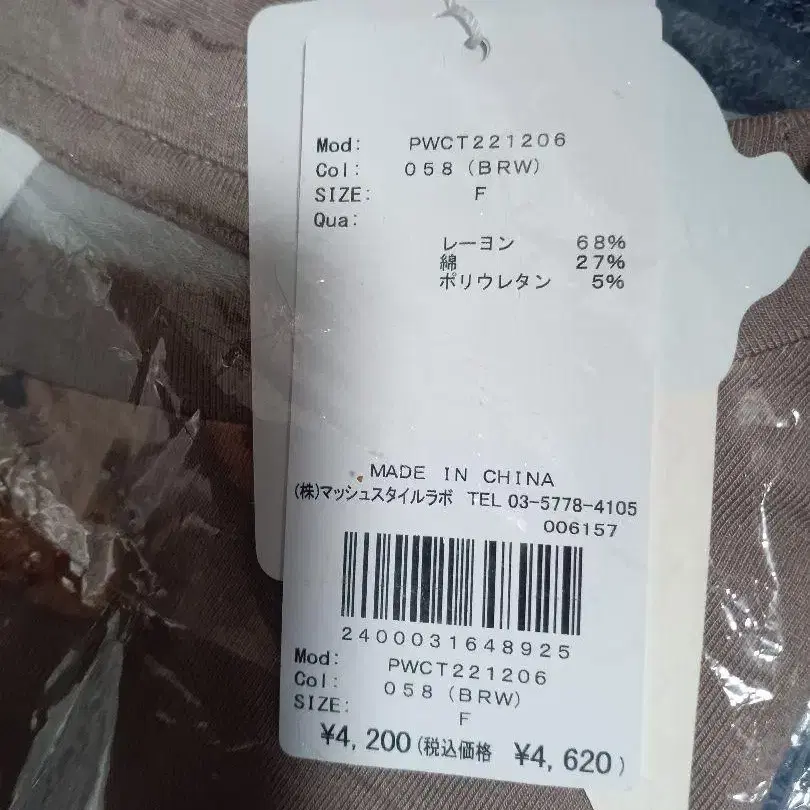 Mod: PWCT221206
Col: 058 (BRW)
SIZE: F
Qua:
レーヨン 68%
綿 27%
ポリウレタン 5%
MADE IN CHINA
(株)マッシュスタイルラボ TEL 03-5778-4105
006157
2400031648925
Mod: PWCT221206
Col: 058 (BRW)
SIZE: F
¥4,200(税込価格 ¥4,620)